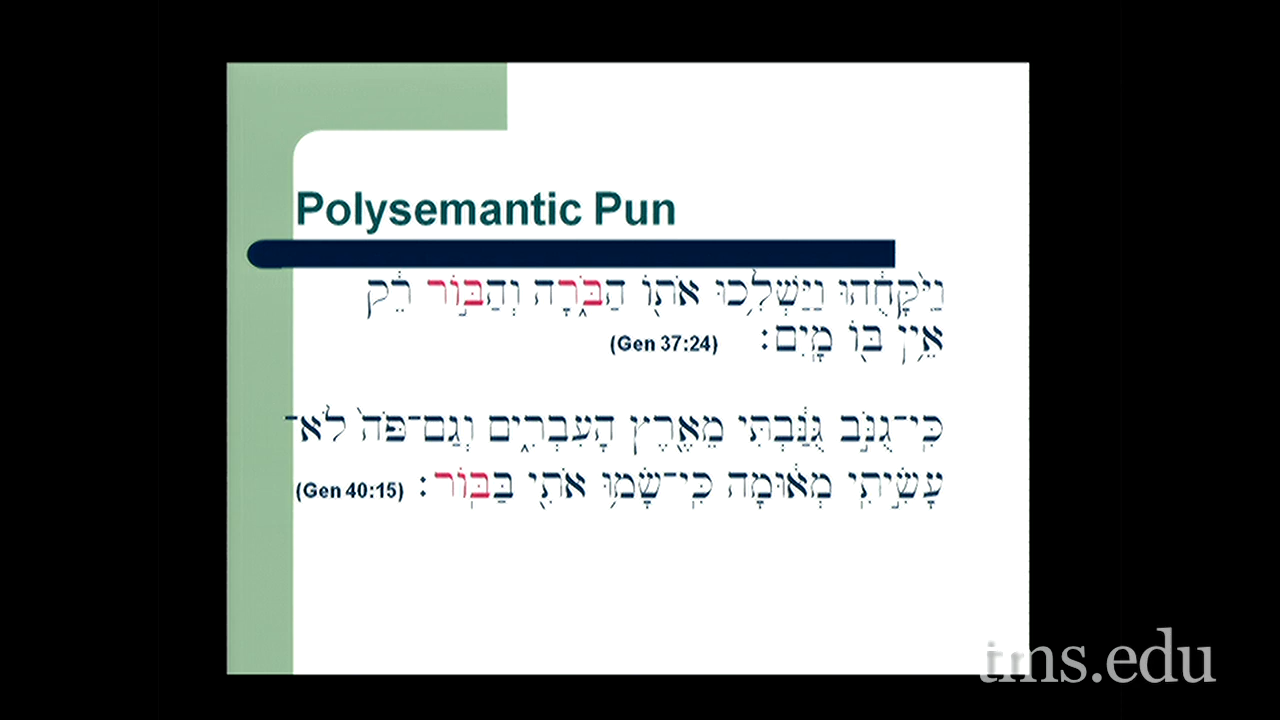 Polysemantic Pun
וַיִּ֨קָּחֻ֔הוּ וַיַּשְׁלִ֥כוּ אֹת֖וֹ הַבֹּ֑רָה וְהַבּ֣וֹר רֵ֔ק
אֵ֥ין בּ֖וֹ מָֽיִם׃ (Gen 37:24)
כִּֽי־גֻנֹּ֣ב גֻּנַּ֔בְתִּי מֵאֶ֖רֶץ הָעִבְרִ֑ים וְגַם־פֹּה֙ לֹא־
עָשִׂ֣יתִֽי מְא֔וּמָה כִּֽי־שָׂמ֥וּ אֹתִ֖י בַּבּֽוֹר׃ (Gen 40:15)
tms.edu